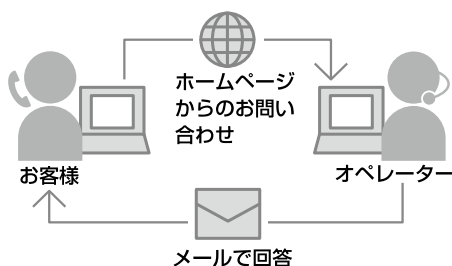 ホームページ
からのお問い
合わせ
お客様
オペレーター
メールで回答